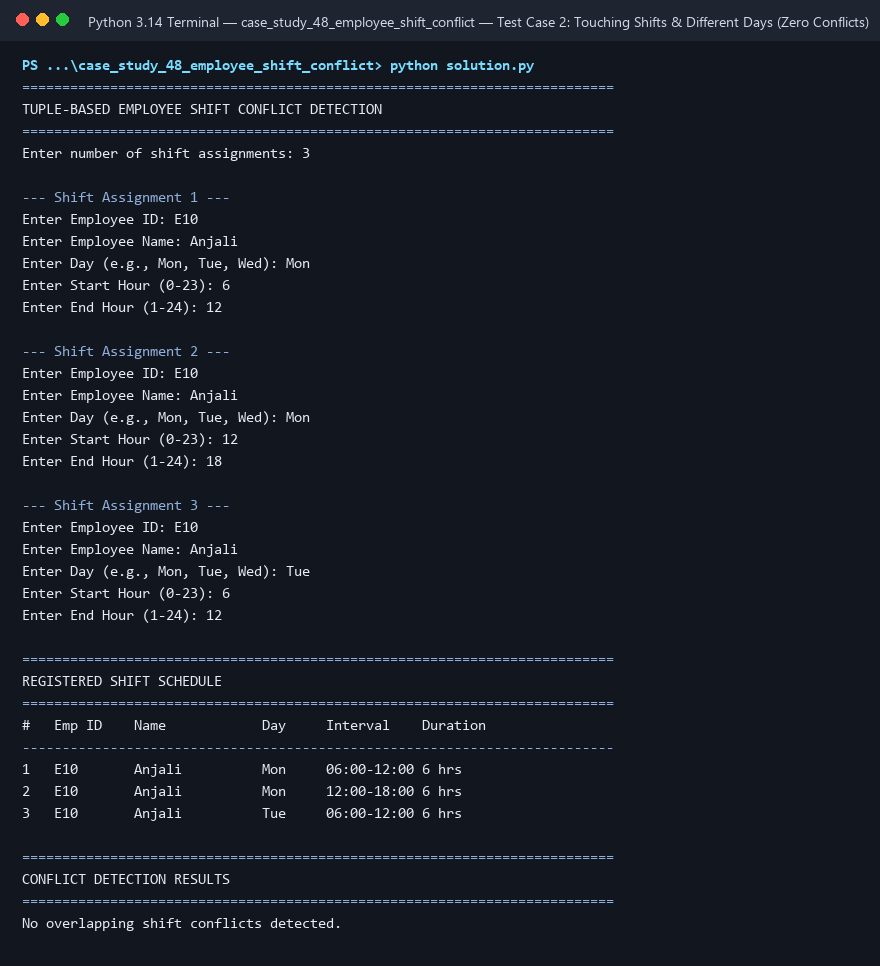 Python 3.14 Terminal — case_study_48_employee_shift_conflict — Test Case 2: Touching Shifts & Different Days (Zero Conflicts)
PS ...\case_study_48_employee_shift_conflict> python solution.py
==========================================================================
TUPLE-BASED EMPLOYEE SHIFT CONFLICT DETECTION
==========================================================================
Enter number of shift assignments: 3

--- Shift Assignment 1 ---
Enter Employee ID: E10
Enter Employee Name: Anjali
Enter Day (e.g., Mon, Tue, Wed): Mon
Enter Start Hour (0-23): 6
Enter End Hour (1-24): 12

--- Shift Assignment 2 ---
Enter Employee ID: E10
Enter Employee Name: Anjali
Enter Day (e.g., Mon, Tue, Wed): Mon
Enter Start Hour (0-23): 12
Enter End Hour (1-24): 18

--- Shift Assignment 3 ---
Enter Employee ID: E10
Enter Employee Name: Anjali
Enter Day (e.g., Mon, Tue, Wed): Tue
Enter Start Hour (0-23): 6
Enter End Hour (1-24): 12

==========================================================================
REGISTERED SHIFT SCHEDULE
==========================================================================
#   Emp ID    Name            Day     Interval    Duration
--------------------------------------------------------------------------
1   E10       Anjali          Mon     06:00-12:00 6 hrs
2   E10       Anjali          Mon     12:00-18:00 6 hrs
3   E10       Anjali          Tue     06:00-12:00 6 hrs

==========================================================================
CONFLICT DETECTION RESULTS
==========================================================================
No overlapping shift conflicts detected.